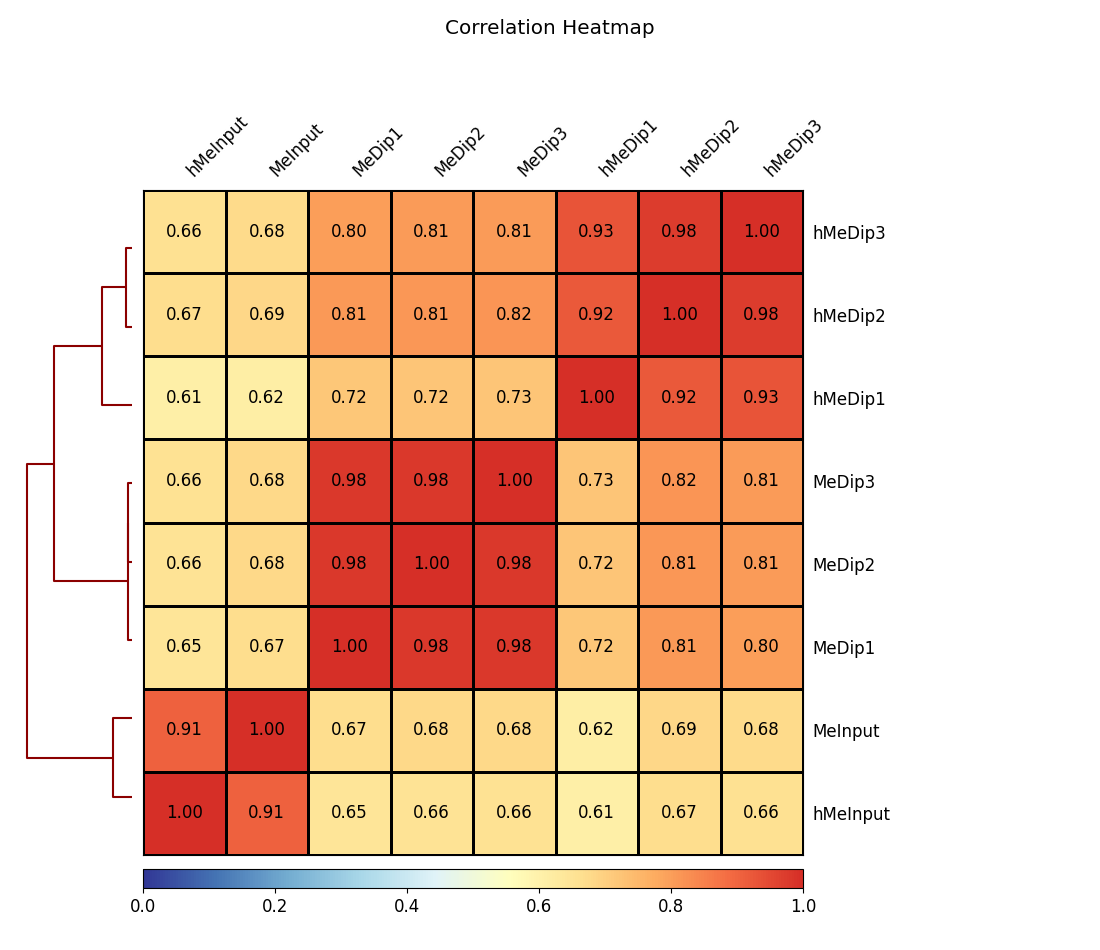 Correlation Heatmap
hMeInput MeInput MeDip1 MeDip2 MeDip3 hMeDip1 hMeDip2 hMeDip3
0.66 0.68 0.80 0.81 0.81 0.93 0.98 1.00 hMeDip3
0.67 0.69 0.81 0.81 0.82 0.92 1.00 0.98 hMeDip2
0.61 0.62 0.72 0.72 0.73 1.00 0.92 0.93 hMeDip1
0.66 0.68 0.98 0.98 1.00 0.73 0.82 0.81 MeDip3
0.66 0.68 0.98 1.00 0.98 0.72 0.81 0.81 MeDip2
0.65 0.67 1.00 0.98 0.98 0.72 0.81 0.80 MeDip1
0.91 1.00 0.67 0.68 0.68 0.62 0.69 0.68 MeInput
1.00 0.91 0.65 0.66 0.66 0.61 0.67 0.66 hMeInput
0.0 0.2 0.4 0.6 0.8 1.0